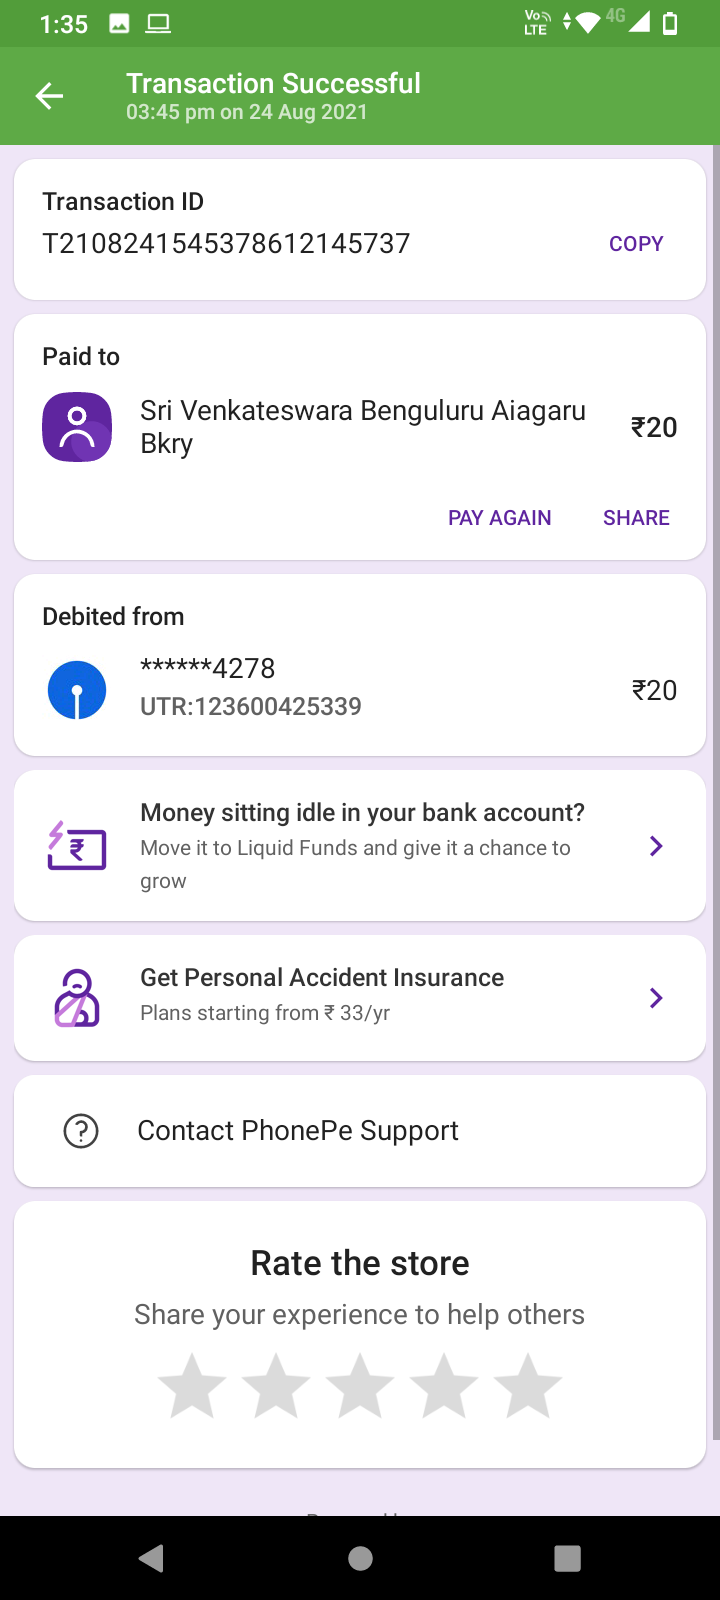 1:35
Vo
LTE
4G
Transaction Successful
03:45 pm on 24 Aug 2021
Transaction ID
T2108241545378612145737
COPY
Paid to
Sri Venkateswara Benguluru Aiagaru
Bkry
₹20
PAY AGAIN
SHARE
Debited from
******4278
UTR:123600425339
₹20
Money sitting idle in your bank account?
Move it to Liquid Funds and give it a chance to
grow
Get Personal Accident Insurance
Plans starting from ₹ 33/yr
Contact PhonePe Support
Rate the store
Share your experience to help others